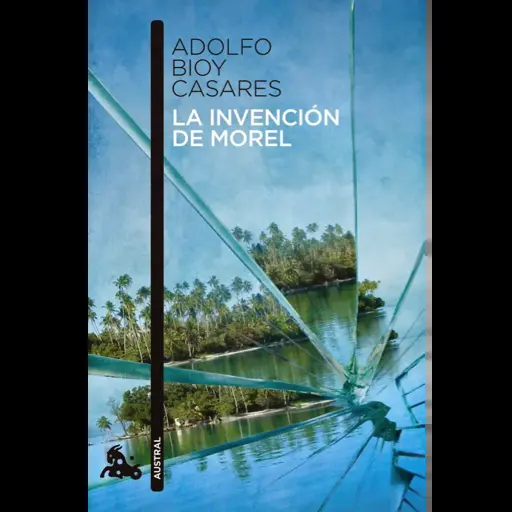 ADOLFO
BIOY
CASARES
LA INVENCIÓN
DE MOREL
AUSTRAL